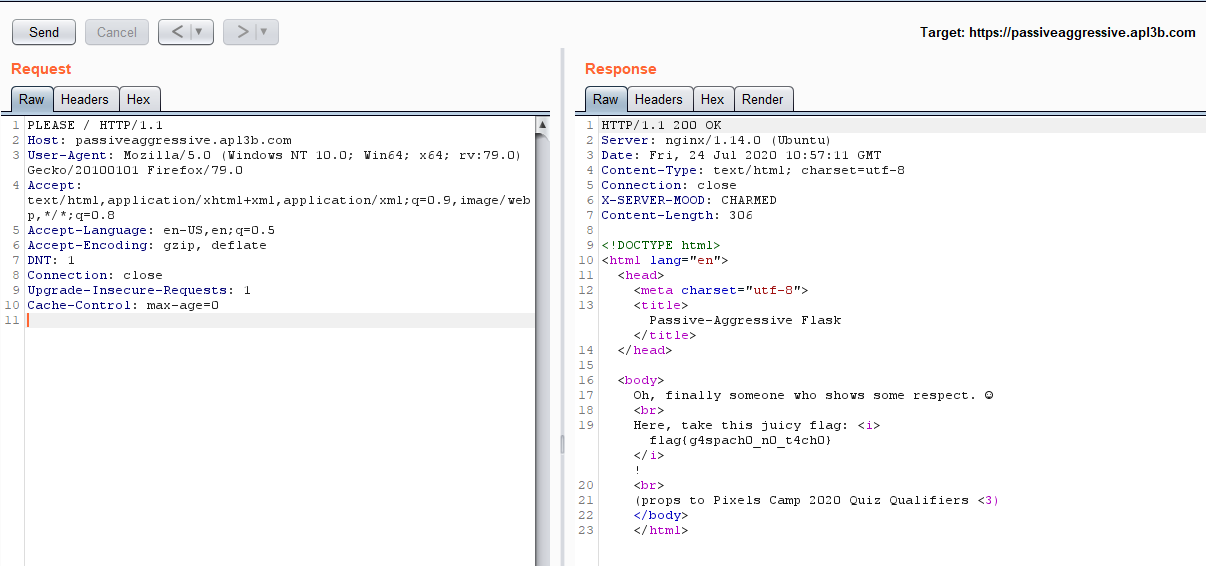 Send Cancel < ▼ > ▼ Target: https://passiveaggressive.apl3b.com
Request
Raw Headers Hex
1 PLEASE / HTTP/1.1
2 Host: passiveaggressive.apl3b.com
3 User-Agent: Mozilla/5.0 (Windows NT 10.0; Win64; x64; rv:79.0)
Gecko/20100101 Firefox/79.0
4 Accept:
text/html,application/xhtml+xml,application/xml;q=0.9,image/web
p,*/*;q=0.8
5 Accept-Language: en-US,en;q=0.5
6 Accept-Encoding: gzip, deflate
7 DNT: 1
8 Connection: close
9 Upgrade-Insecure-Requests: 1
10 Cache-Control: max-age=0
11
Response
Raw Headers Hex Render
1 HTTP/1.1 200 OK
2 Server: nginx/1.14.0 (Ubuntu)
3 Date: Fri, 24 Jul 2020 10:57:11 GMT
4 Content-Type: text/html; charset=utf-8
5 Connection: close
6 X-SERVER-MOOD: CHARMED
7 Content-Length: 306
8
9 <!DOCTYPE html>
10 <html lang="en">
11 <head>
12 <meta charset="utf-8">
13 <title>
Passive-Aggressive Flask
</title>
14 </head>
15
16 <body>
17 Oh, finally someone who shows some respect. ☺
18 <br>
19 Here, take this juicy flag: <i>
flag{g4spach0_n0_t4ch0}
</i>
!
20 <br>
21 (props to Pixels Camp 2020 Quiz Qualifiers <3)
22 </body>
23 </html>